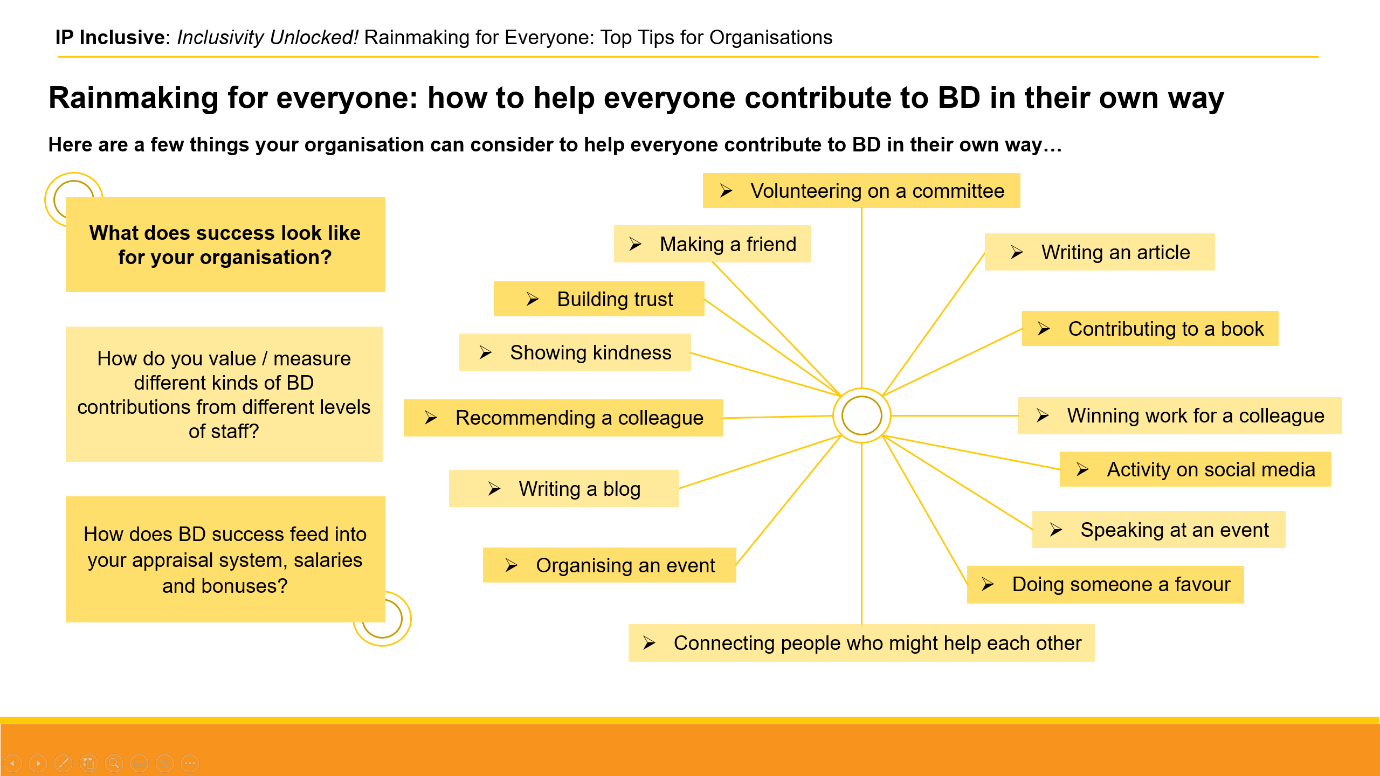 IP Inclusive: Inclusivity Unlocked! Rainmaking for Everyone: Top Tips for Organisations
Rainmaking for everyone: how to help everyone contribute to BD in their own way
Here are a few things your organisation can consider to help everyone contribute to BD in their own way…
What does success look like
for your organisation?
How do you value / measure
different kinds of BD
contributions from different levels
of staff?
How does BD success feed into
your appraisal system, salaries
and bonuses?
Volunteering on a committee
Making a friend
Building trust
Showing kindness
Recommending a colleague
Writing a blog
Organising an event
Writing an article
Contributing to a book
Winning work for a colleague
Activity on social media
Speaking at an event
Doing someone a favour
Connecting people who might help each other